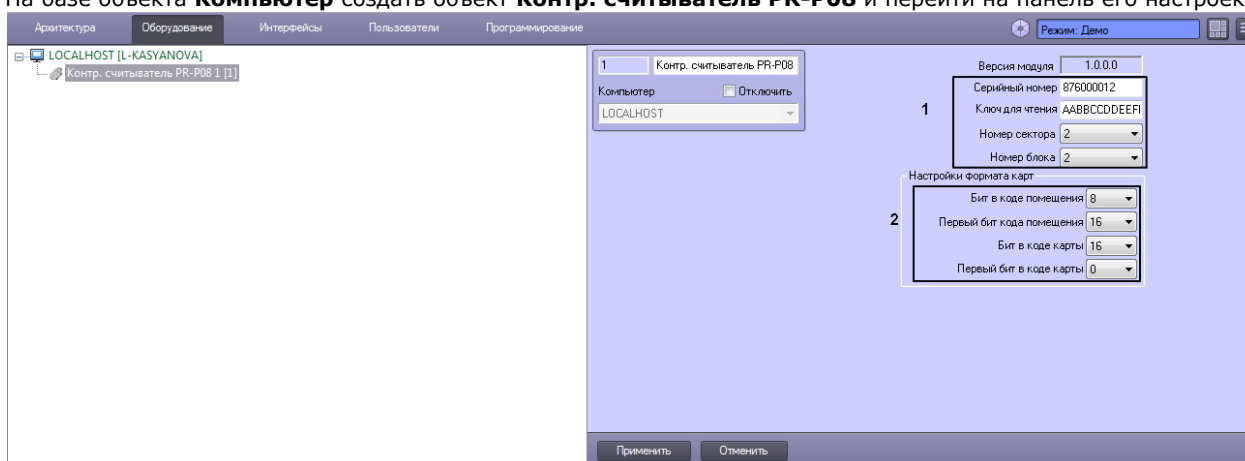 На базе объекта Компьютер создать объект Контр. считыватель PR-P08 и перейти на панель его настроек
Архитектура Оборудование Интерфейсы Пользователи Программирование Режим: Демо
LOCALHOST [L-KASYANOVA]
Контр. считыватель PR-P08 1 [1]
1 Контр. считыватель PR-P08
Компьютер Отключить
LOCALHOST
Версия модуля 1.0.0.0
Серийный номер 876000012
1
Ключ для чтения AABBCCDDEEFI
Номер сектора 2
Номер блока 2
Настройки формата карт
Бит в коде помещения 8
2
Первый бит кода помещения 16
Бит в коде карты 16
Первый бит в коде карты 0
Применить Отменить